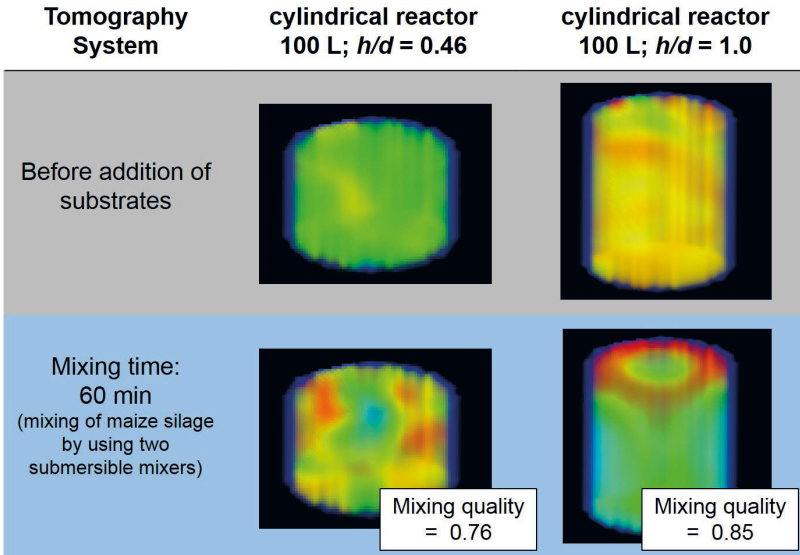 Tomography
System
cylindrical reactor
100 L; h/d = 0.46
cylindrical reactor
100 L; h/d = 1.0
Before addition of
substrates
Mixing time:
60 min
(mixing of maize silage
by using two
submersible mixers)
Mixing quality
= 0.76
Mixing quality
= 0.85